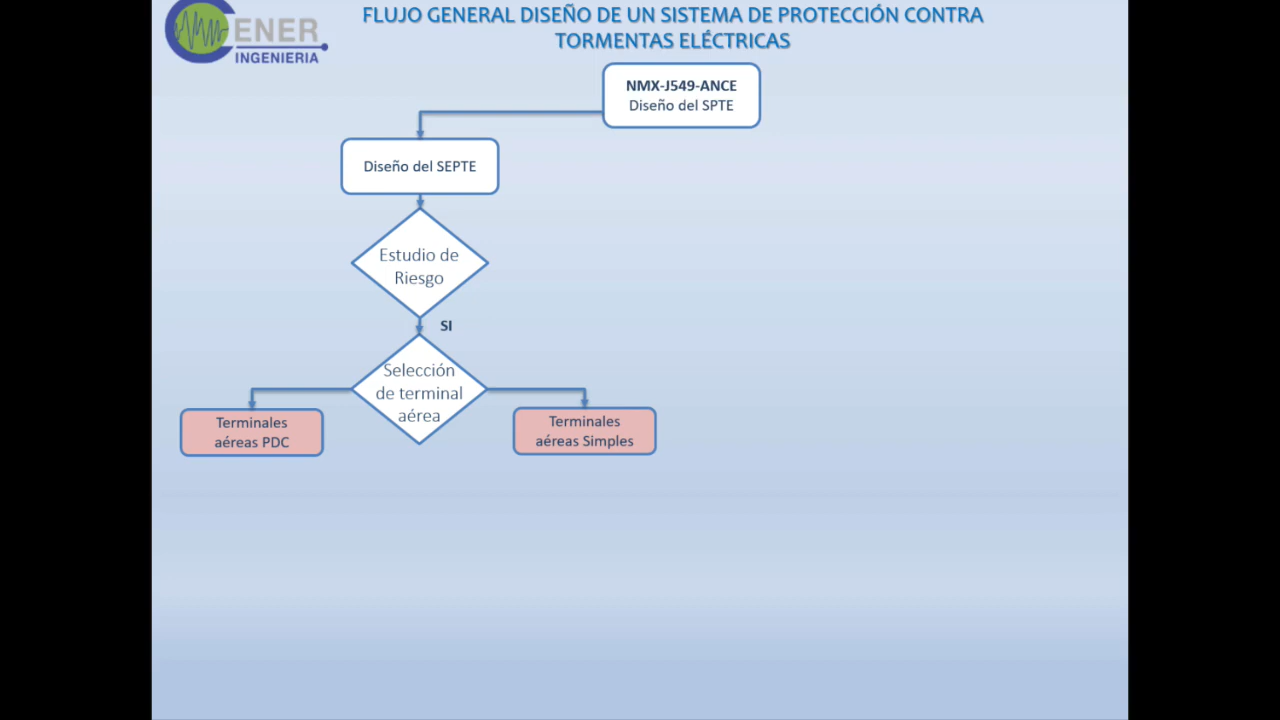 FLUJO GENERAL DISEÑO DE UN SISTEMA DE PROTECCIÓN CONTRA
TORMENTAS ELÉCTRICAS
ENER
INGENIERIA
NMX-J549-ANCE
Diseño del SPTE
Diseño del SEPTE
Estudio de
Riesgo
SI
Selección
de terminal
aérea
Terminales
aéreas PDC
Terminales
aéreas Simples